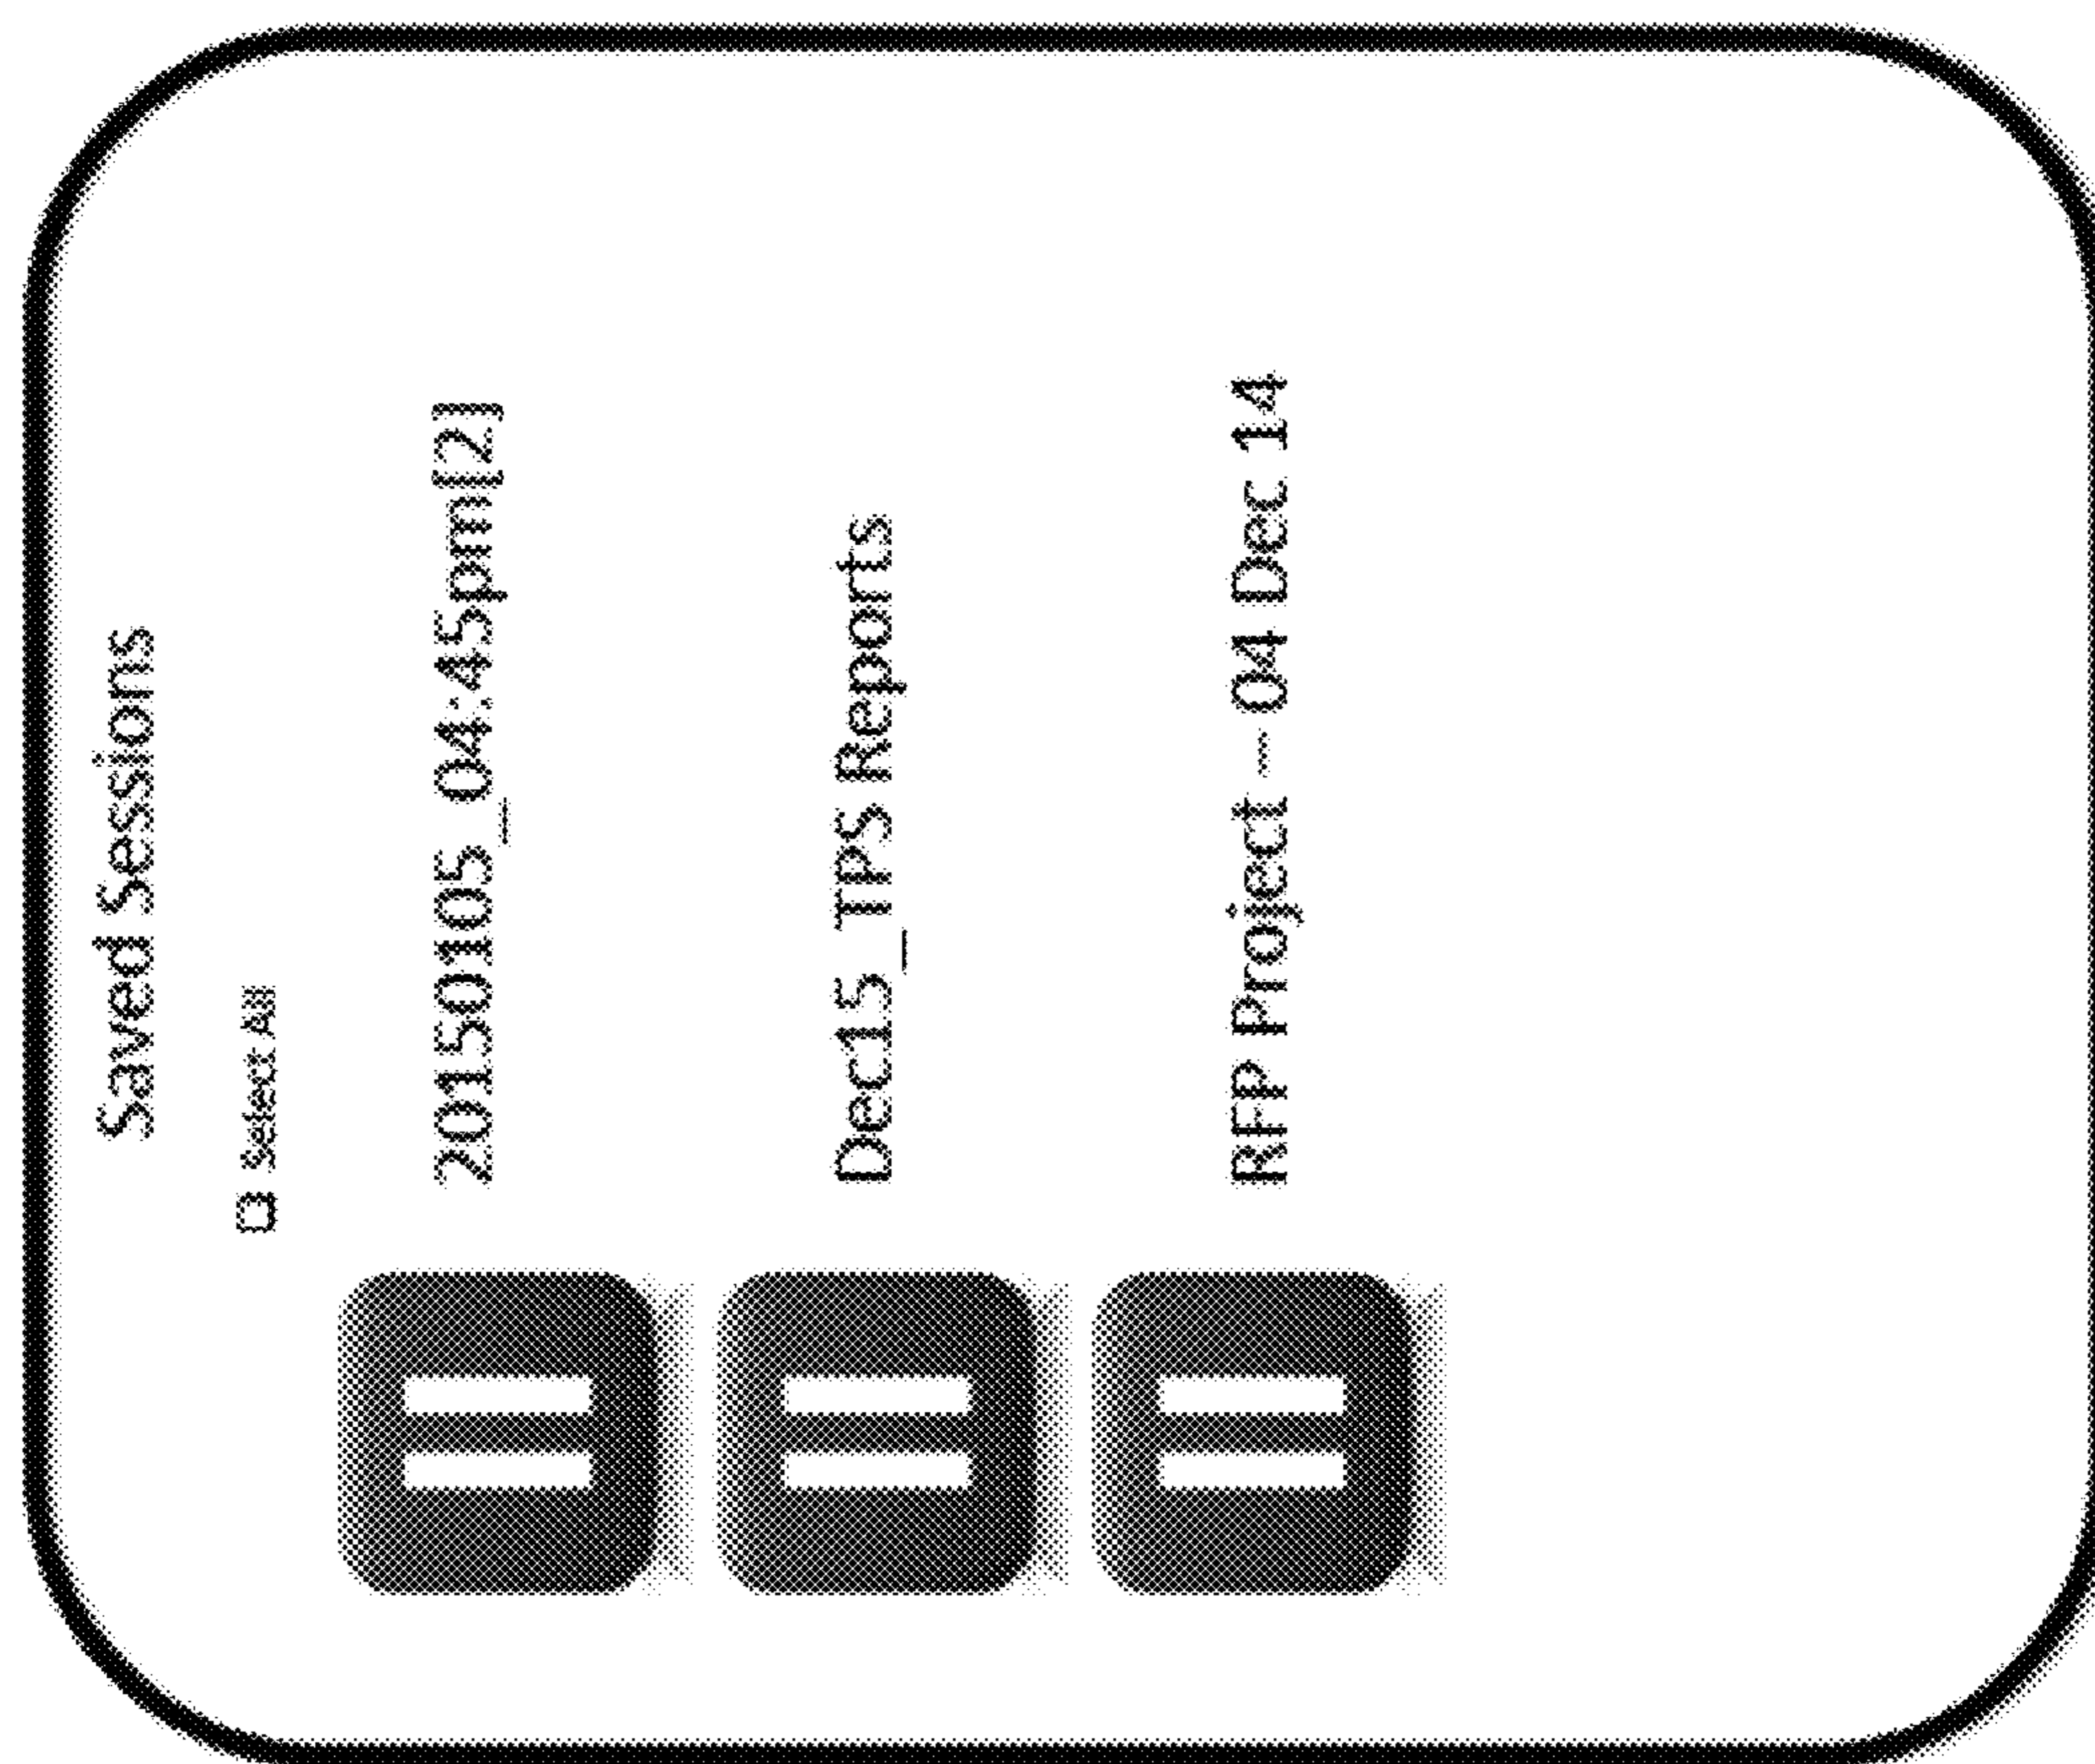 Saved Sessions
Select All
20150105_04:45pm[2]
Dec15_TPS Reports
RFP Project – 04 Dec 14